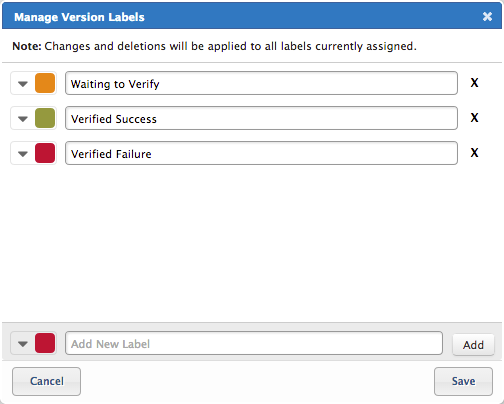 Manage Version Labels
Note: Changes and deletions will be applied to all labels currently assigned.
Waiting to Verify X
Verified Success X
Verified Failure X
Add New Label Add
Cancel Save